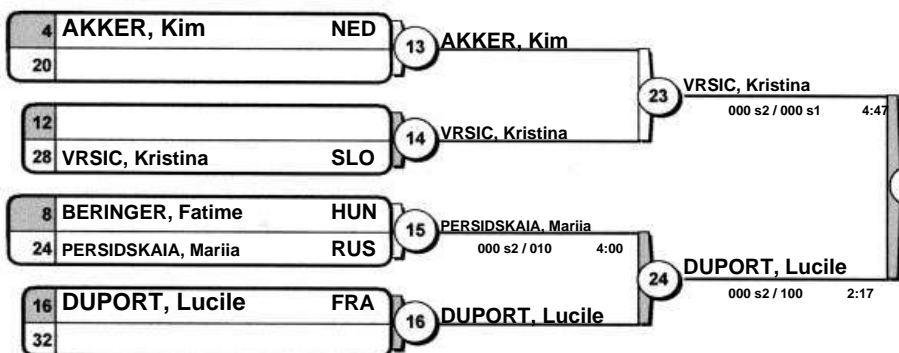 4 AKKER, Kim NED
20
13 AKKER, Kim
12
28 VRSIC, Kristina SLO
14 VRSIC, Kristina
23 VRSIC, Kristina
000 s2 / 000 s1 4:47
8 BERINGER, Fatime HUN
24 PERSIDSKAIA, Mariia RUS
15 PERSIDSKAIA, Mariia
000 s2 / 010 4:00
16 DUPORT, Lucile FRA
32
16 DUPORT, Lucile
24 DUPORT, Lucile
000 s2 / 100 2:17